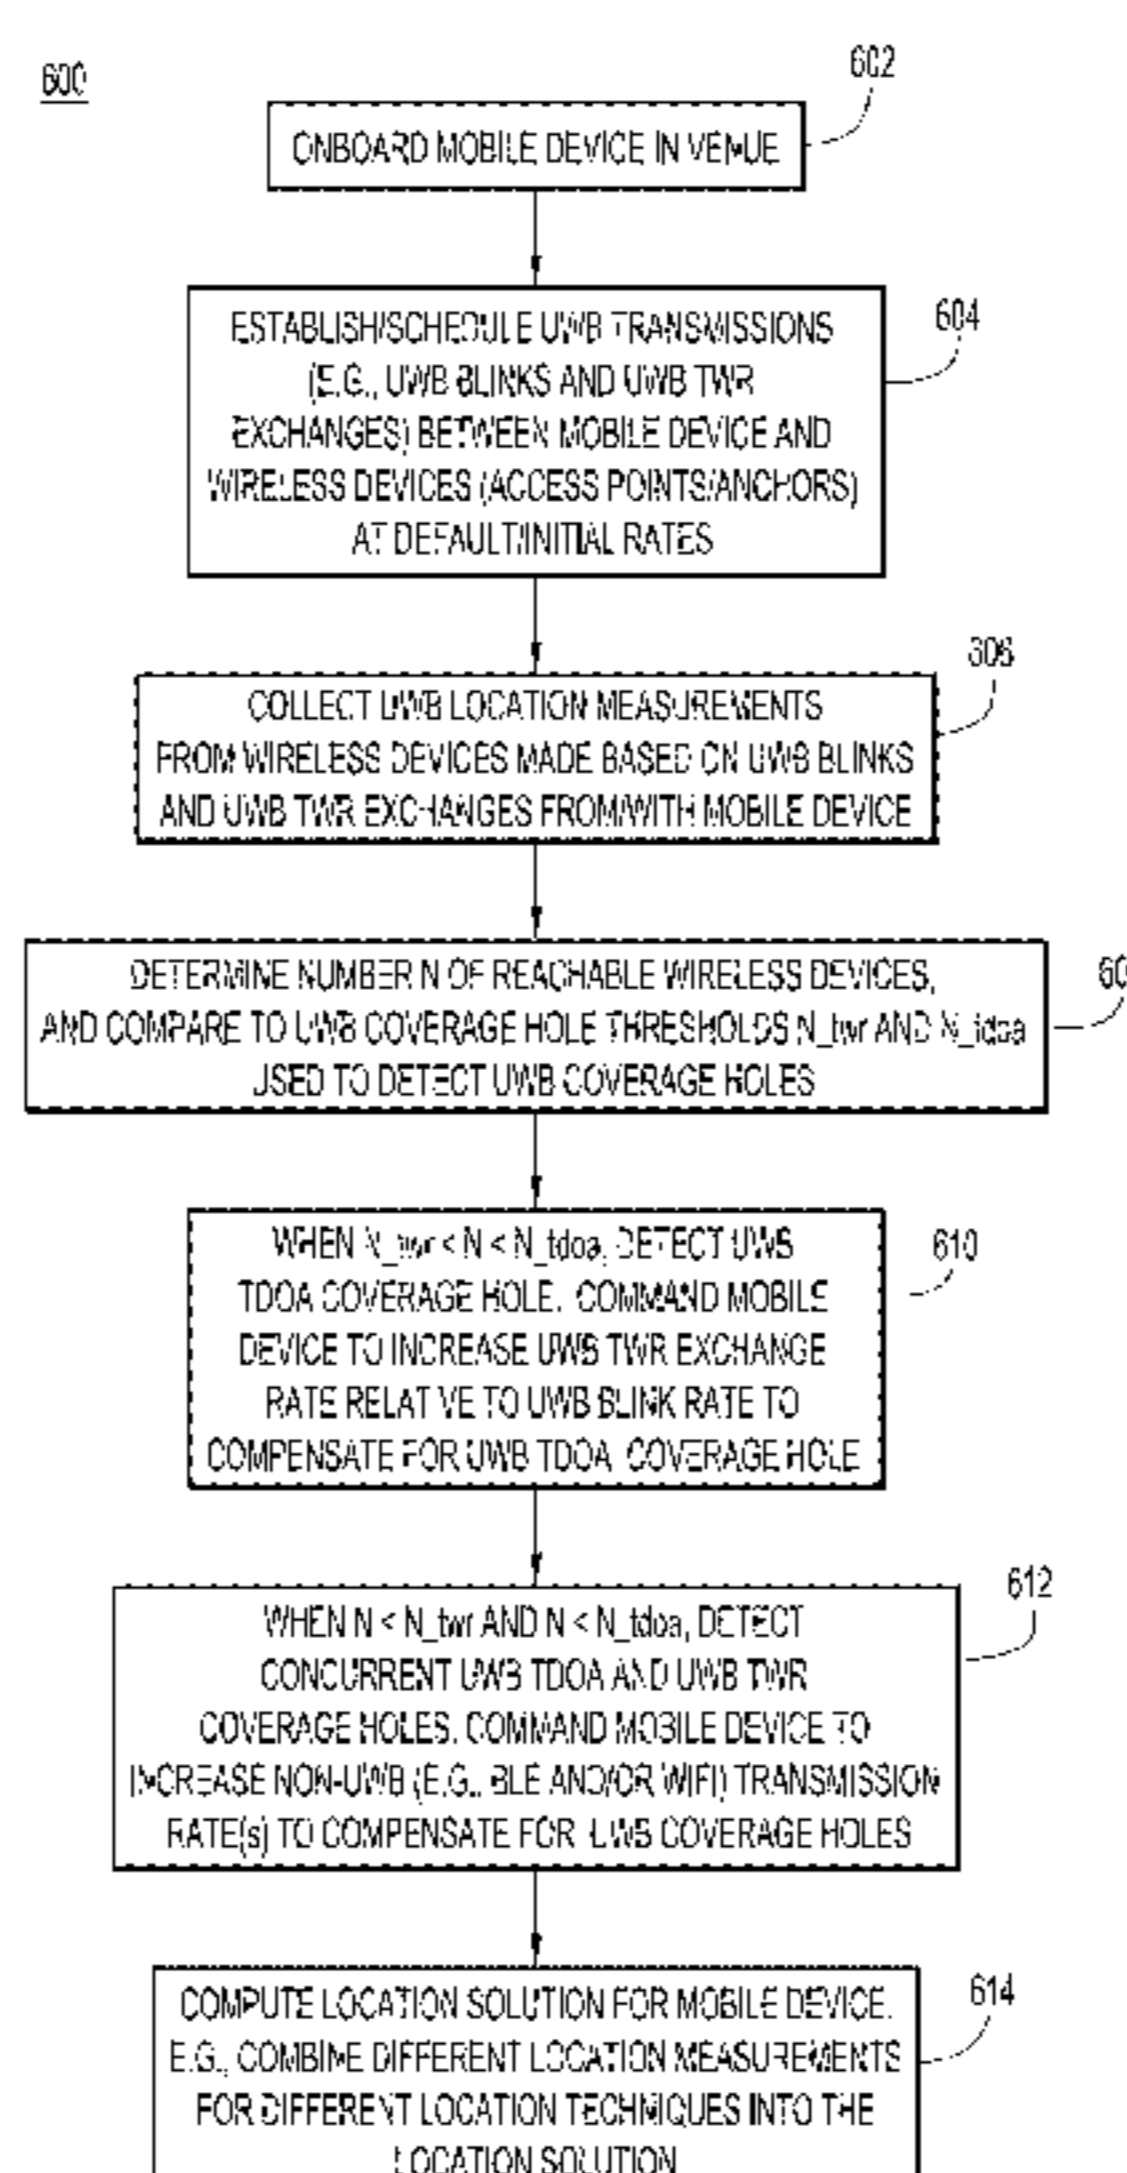 600
602
ONBOARD MOBILE DEVICE IN VENUE
604
ESTABLISH/SCHEDULE UWB TRANSMISSIONS
(E.G., UWB BLINKS AND UWB TWR
EXCHANGES) BETWEEN MOBILE DEVICE AND
WIRELESS DEVICES (ACCESS POINTS/ANCHORS)
AT DEFAULT/INITIAL RATES
606
COLLECT UWB LOCATION MEASUREMENTS
FROM WIRELESS DEVICES MADE BASED ON UWB BLINKS
AND UWB TWR EXCHANGES FROM/WITH MOBILE DEVICE
60
DETERMINE NUMBER N OF REACHABLE WIRELESS DEVICES,
AND COMPARE TO UWB COVERAGE HOLE THRESHOLDS N_twr AND N_tdoa
USED TO DETECT UWB COVERAGE HOLES
610
WHEN N_twr < N < N_tdoa, DETECT UWB
TDOA COVERAGE HOLE. COMMAND MOBILE
DEVICE TO INCREASE UWB TWR EXCHANGE
RATE RELATIVE TO UWB BLINK RATE TO
COMPENSATE FOR UWB TDOA COVERAGE HOLE
612
WHEN N < N_twr AND N < N_tdoa, DETECT
CONCURRENT UWB TDOA AND UWB TWR
COVERAGE HOLES. COMMAND MOBILE DEVICE TO
INCREASE NON-UWB (E.G., BLE AND/OR WIFI) TRANSMISSION
RATE(s) TO COMPENSATE FOR UWB COVERAGE HOLES
614
COMPUTE LOCATION SOLUTION FOR MOBILE DEVICE.
E.G., COMBINE DIFFERENT LOCATION MEASUREMENTS
FOR DIFFERENT LOCATION TECHNIQUES INTO THE
LOCATION SOLUTION